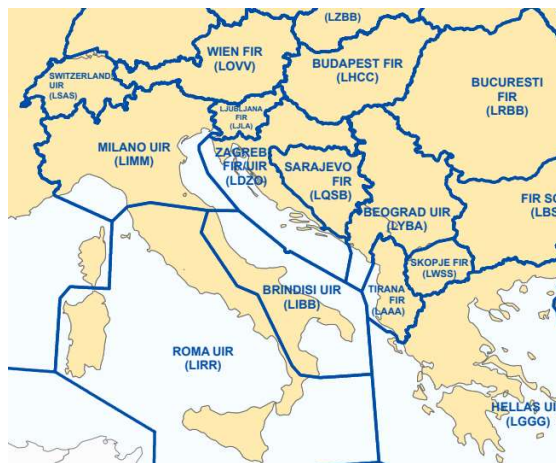 (LZBB)
WIEN FIR
(LOVV)
BUDAPEST FIR
(LHCC)
SWITZERLAND
UIR
(LSAS)
BUCURESTI
FIR
(LRBB)
LJUBLJANA
FIR
(LJLA)
MILANO UIR
(LIMM)
ZAGREB
FIR/UIR
(LDZO)
SARAJEVO
FIR
(LQSB)
BEOGRAD UIR
(LYBA)
FIR SO
(LBS
SKOPJE FIR
(LWSS)
TIRANA
FIR
(LAAA)
BRINDISI UIR
(LIBB)
ROMA UIR
(LIRR)
HELLAS UI
(LGGG)